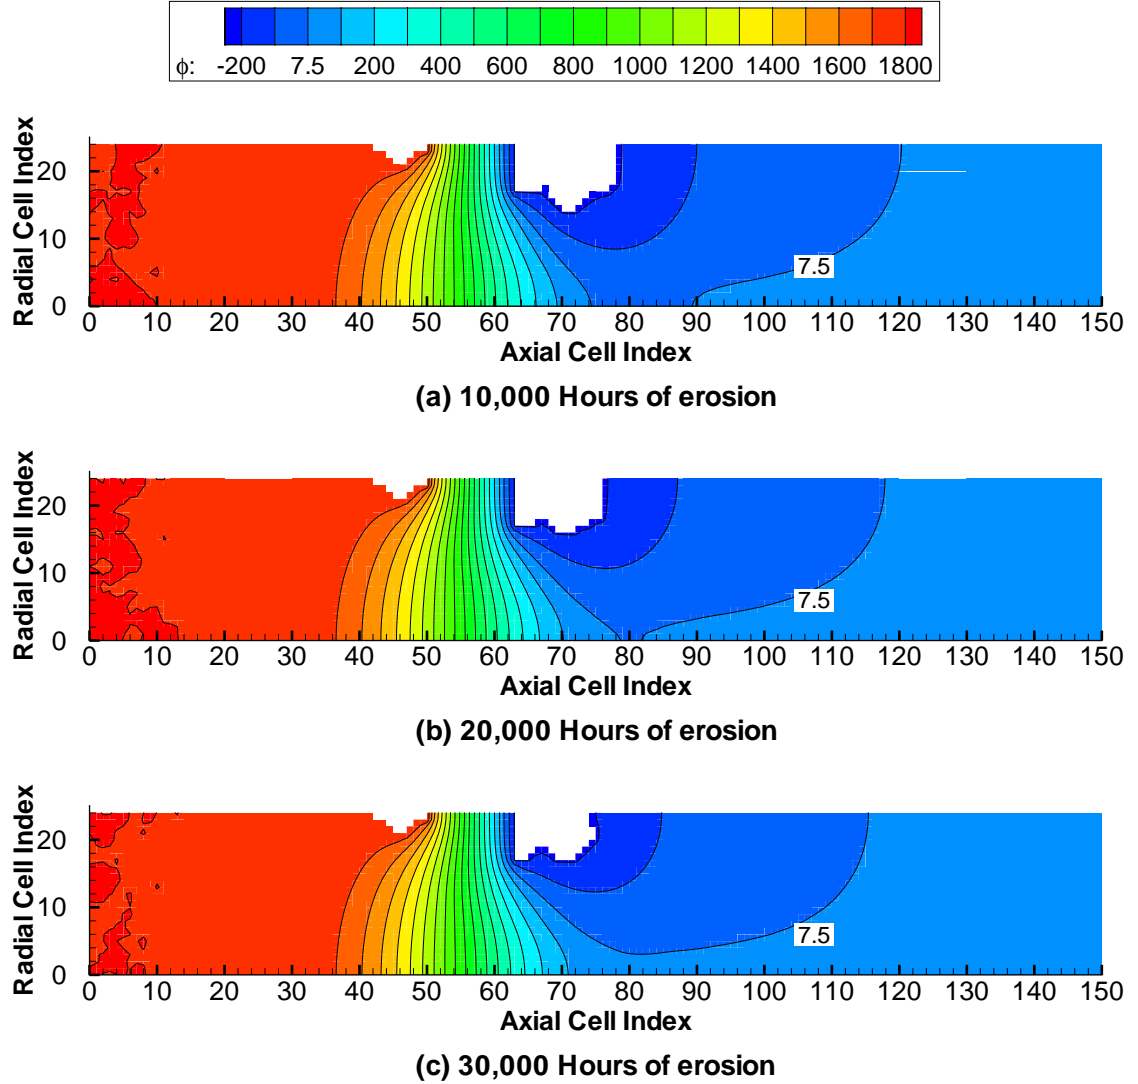 ϕ: -200 7.5 200 400 600 800 1000 1200 1400 1600 1800
Radial Cell Index
20
10
0
0 10 20 30 40 50 60 70 80 90 100 110 120 130 140 150
7.5
Axial Cell Index
(a) 10,000 Hours of erosion
Radial Cell Index
20
10
0
0 10 20 30 40 50 60 70 80 90 100 110 120 130 140 150
7.5
Axial Cell Index
(b) 20,000 Hours of erosion
Radial Cell Index
20
10
0
0 10 20 30 40 50 60 70 80 90 100 110 120 130 140 150
7.5
Axial Cell Index
(c) 30,000 Hours of erosion